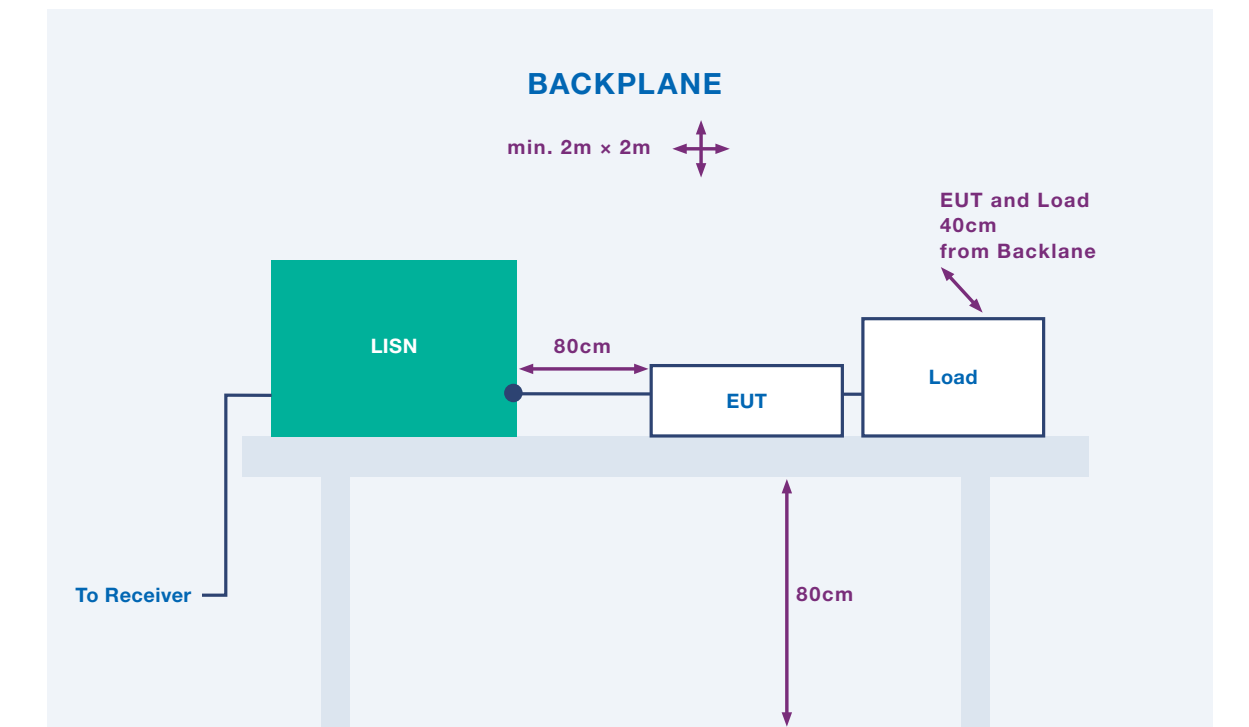 BACKPLANE
min. 2m × 2m
EUT and Load
40cm
from Backlane
LISN
80cm
EUT
Load
To Receiver
80cm